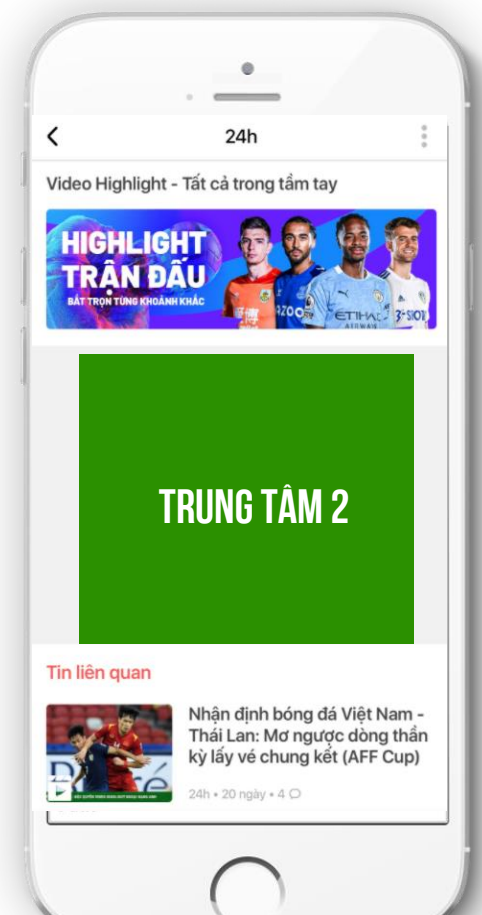 24h
Video Highlight - Tất cả trong tầm tay
HIGHLIGHT
TRẬN ĐẤU
BẮT TRỌN TỪNG KHOẢNH KHẮC
ETIHAD
AIRWAYS
TRUNG TÂM 2
Tin liên quan
Nhận định bóng đá Việt Nam -
Thái Lan: Mơ ngược dòng thần
kỳ lấy vé chung kết (AFF Cup)
24h • 20 ngày • 4